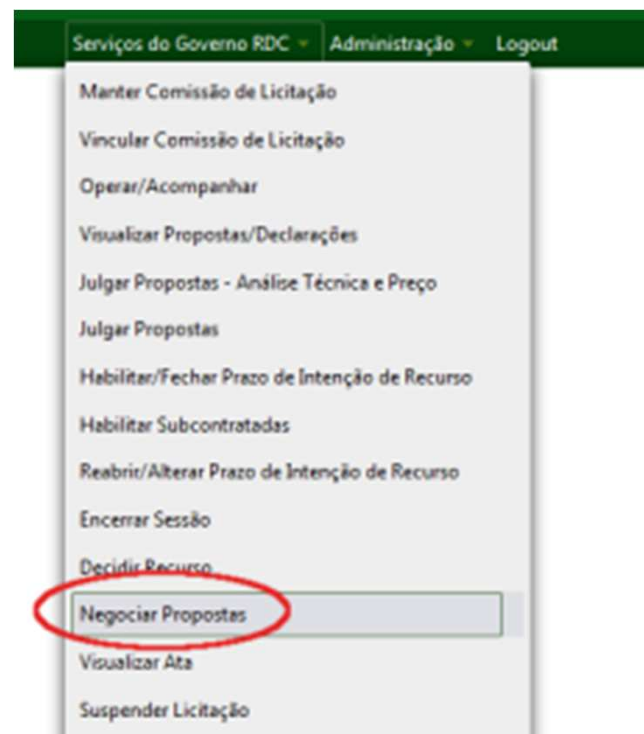 Serviços do Governo RDC Administração Logout
Manter Comissão de Licitação
Vincular Comissão de Licitação
Operar/Acompanhar
Visualizar Propostas/Declarações
Julgar Propostas - Análise Técnica e Preço
Julgar Propostas
Habilitar/Fechar Prazo de Intenção de Recurso
Habilitar Subcontratadas
Reabrir/Alterar Prazo de Intenção de Recurso
Encerrar Sessão
Decidir Recurso
Negociar Propostas
Visualizar Ata
Suspender Licitação